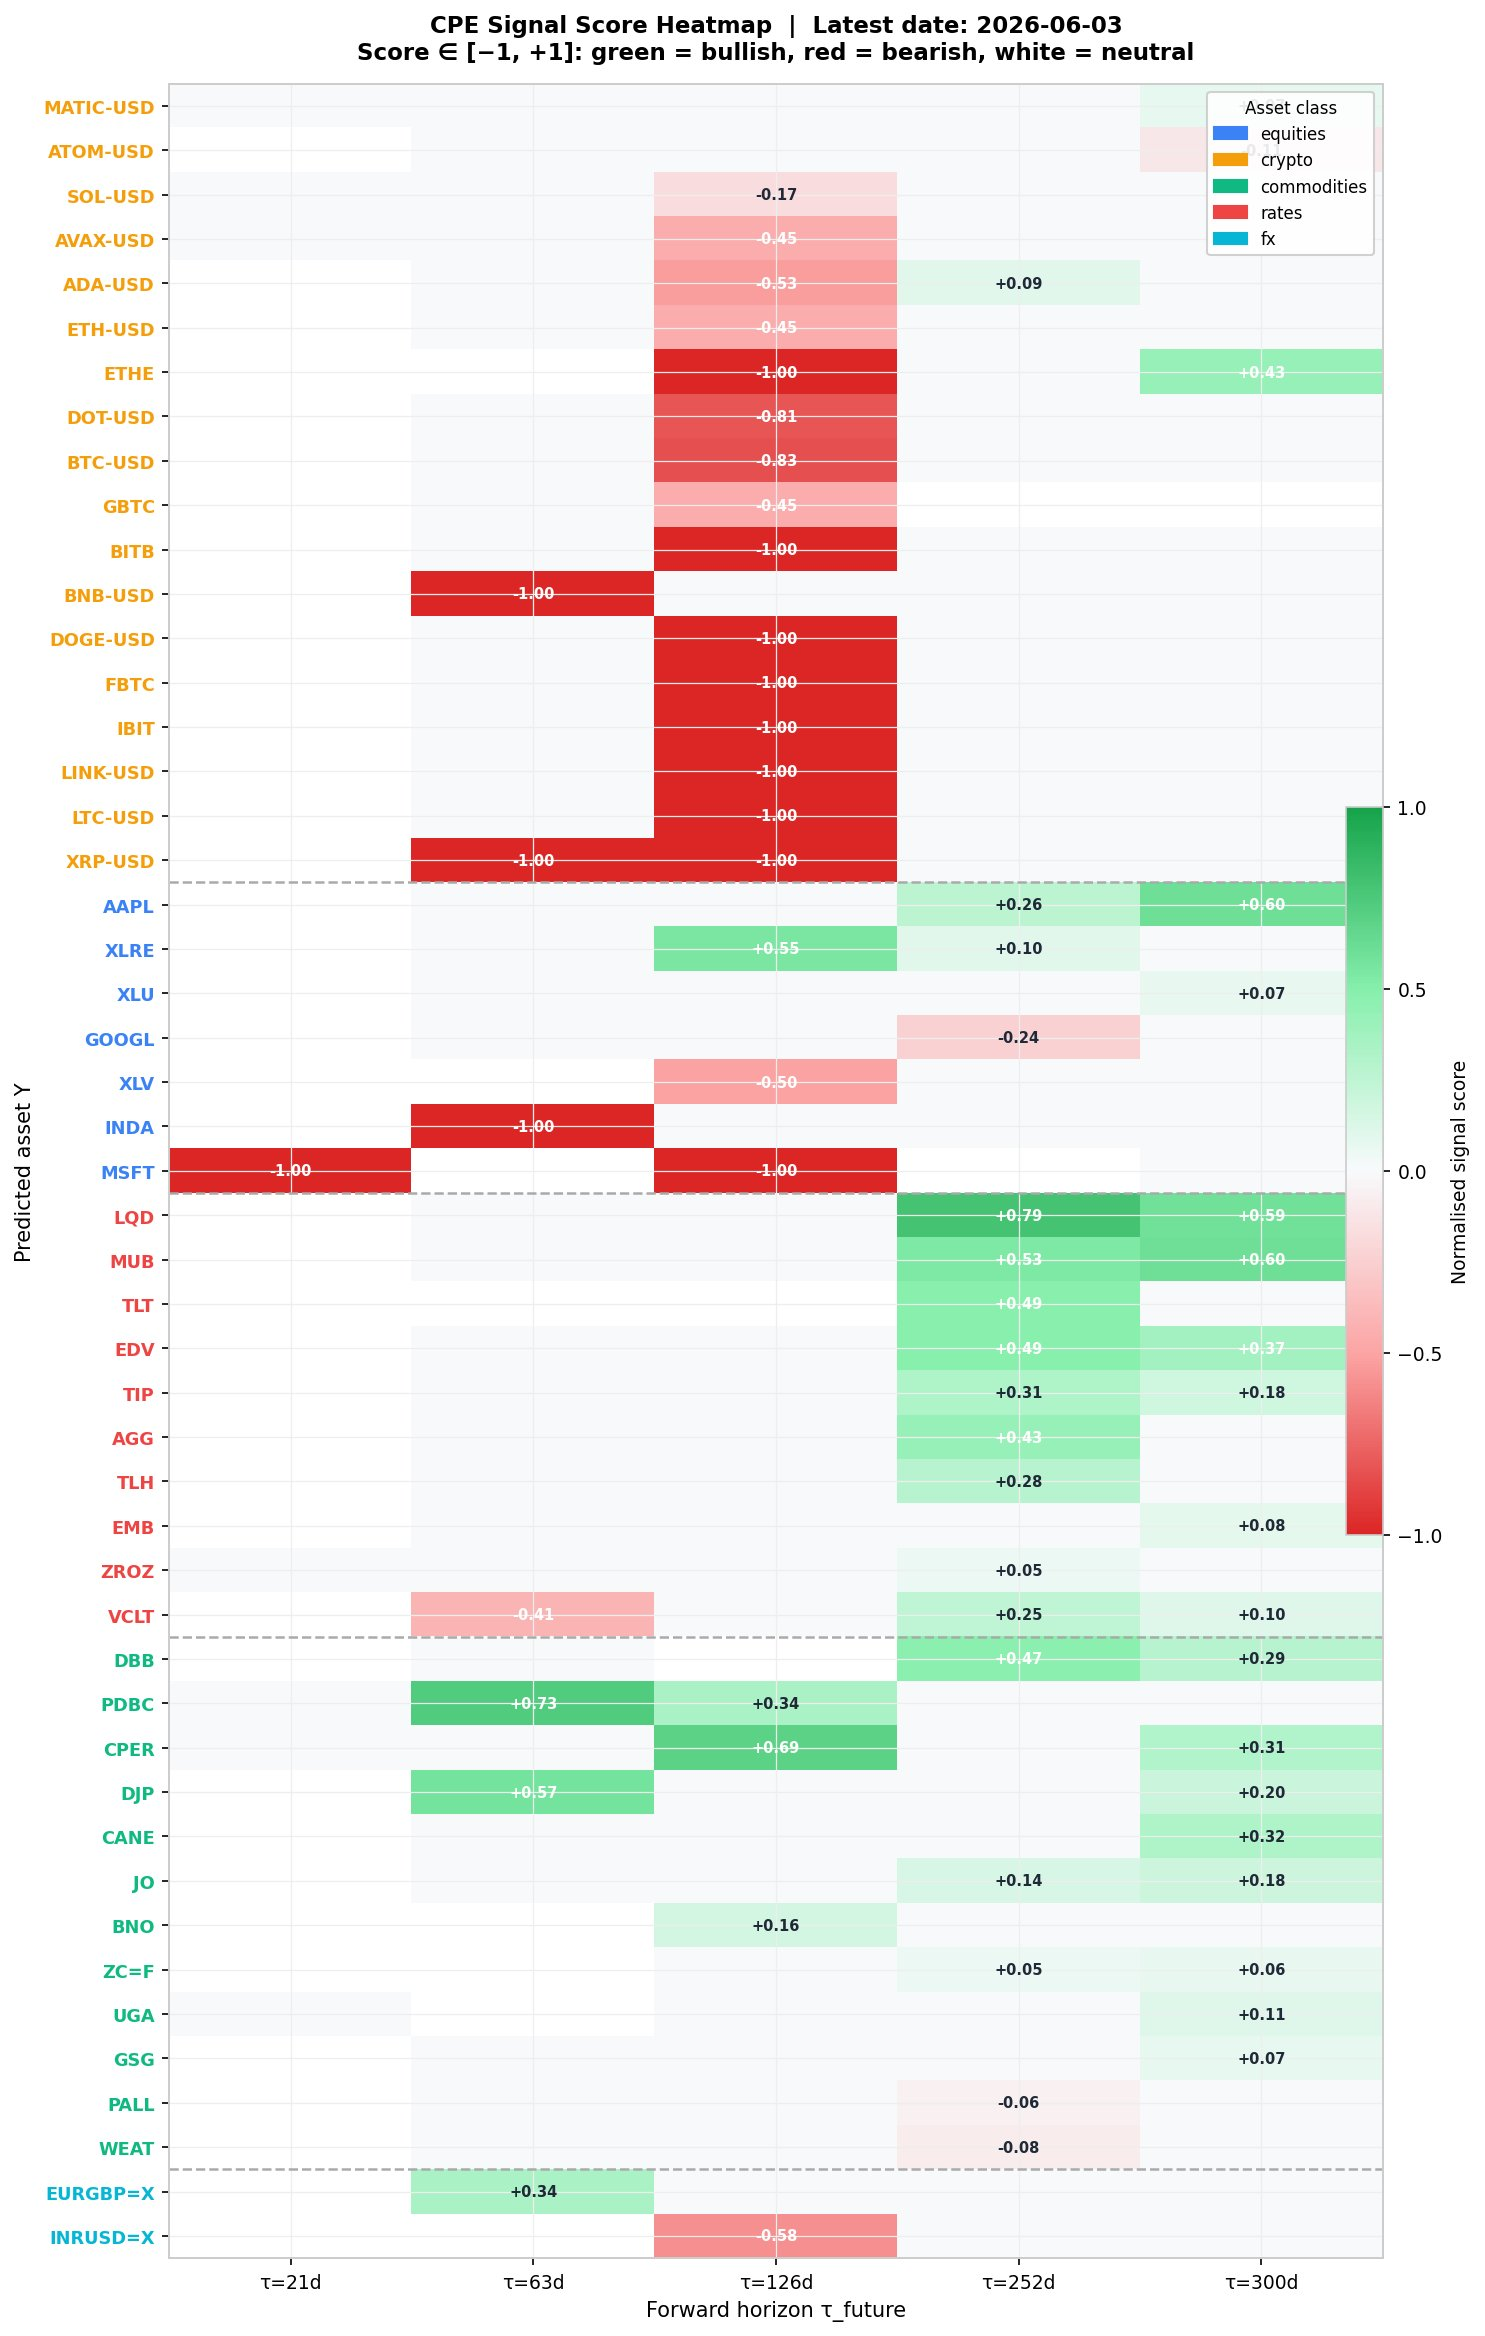 CPE Signal Score Heatmap | Latest date: 2026-06-03
Score ∈ [−1, +1]: green = bullish, red = bearish, white = neutral
Asset class
equities
crypto
commodities
rates
fx
Predicted asset Y
MATIC-USD
ATOM-USD -0.11
SOL-USD -0.17
AVAX-USD -0.45
ADA-USD -0.53 +0.09
ETH-USD -0.45
ETHE -1.00 +0.43
DOT-USD -0.81
BTC-USD -0.83
GBTC -0.45
BITB -1.00
BNB-USD -1.00
DOGE-USD -1.00
FBTC -1.00
IBIT -1.00
LINK-USD -1.00
LTC-USD -1.00
XRP-USD -1.00 -1.00
AAPL +0.26 +0.60
XLRE +0.55 +0.10
XLU +0.07
GOOGL -0.24
XLV -0.50
INDA -1.00
MSFT -1.00 -1.00
LQD +0.79 +0.59
MUB +0.53 +0.60
TLT +0.49
EDV +0.49 +0.37
TIP +0.31 +0.18
AGG +0.43
TLH +0.28
EMB +0.08
ZROZ +0.05
VCLT -0.41 +0.25 +0.10
DBB +0.47 +0.29
PDBC +0.73 +0.34
CPER +0.69 +0.31
DJP +0.57 +0.20
CANE +0.32
JO +0.14 +0.18
BNO +0.16
ZC=F +0.05 +0.06
UGA +0.11
GSG +0.07
PALL -0.06
WEAT -0.08
EURGBP=X +0.34
INRUSD=X -0.58
τ=21d τ=63d τ=126d τ=252d τ=300d
Forward horizon τ_future
1.0
0.5
0.0
−0.5
−1.0
Normalised signal score